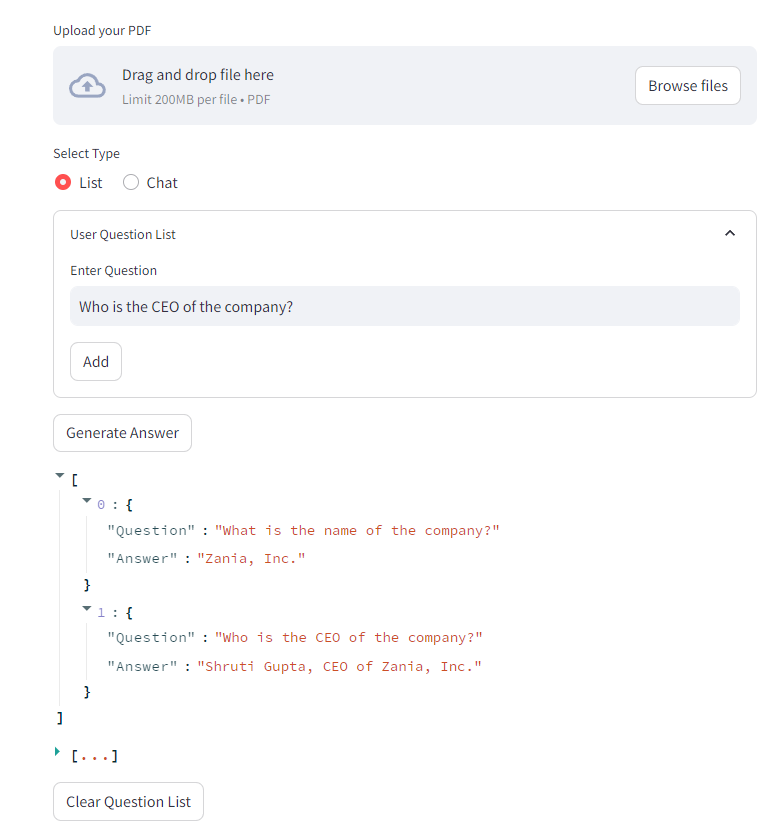 Upload your PDF
Drag and drop file here
Limit 200MB per file • PDF
Browse files
Select Type
List
Chat
User Question List
Enter Question
Who is the CEO of the company?
Add
Generate Answer
[
0 : {
"Question" : "What is the name of the company?"
"Answer" : "Zania, Inc."
}
1 : {
"Question" : "Who is the CEO of the company?"
"Answer" : "Shruti Gupta, CEO of Zania, Inc."
}
]
[...]
Clear Question List